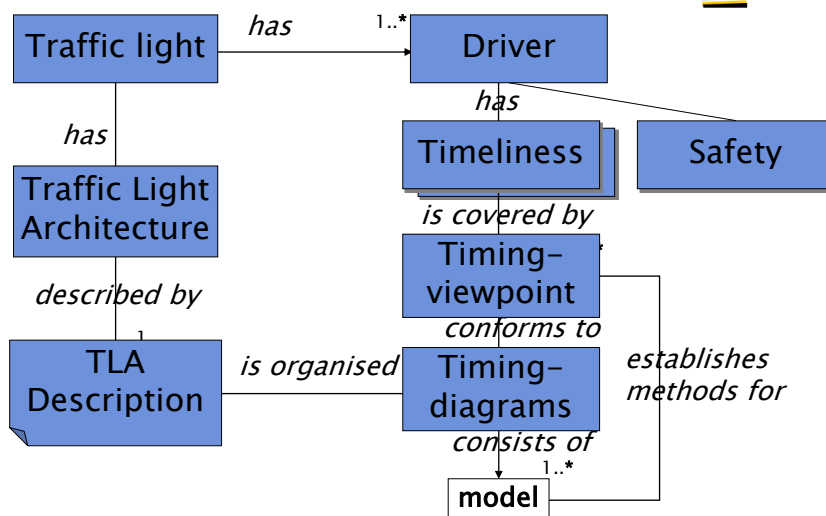 has
1..*
Traffic light
Driver
has
has
Timeliness
Safety
Traffic Light
Architecture
is covered by
Timing-
viewpoint
*
described by
conforms to
1
TLA
Description
is organised
Timing-
diagrams
establishes
methods for
consists of
1..*
model